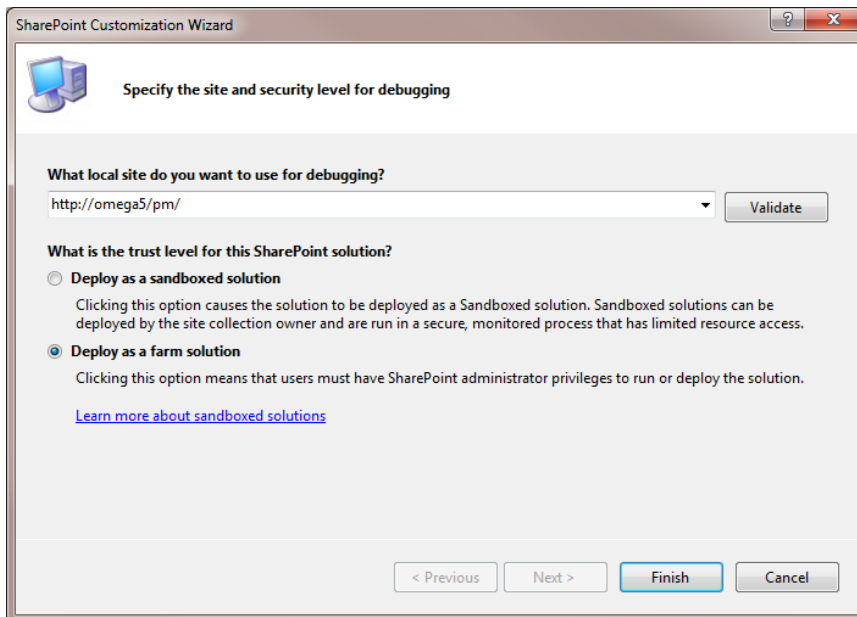 SharePoint Customization Wizard
Specify the site and security level for debugging
What local site do you want to use for debugging?
http://omega5/pm/
Validate
What is the trust level for this SharePoint solution?
Deploy as a sandboxed solution
Clicking this option causes the solution to be deployed as a Sandboxed solution. Sandboxed solutions can be
deployed by the site collection owner and are run in a secure, monitored process that has limited resource access.
Deploy as a farm solution
Clicking this option means that users must have SharePoint administrator privileges to run or deploy the solution.
Learn more about sandboxed solutions
< Previous
Next >
Finish
Cancel